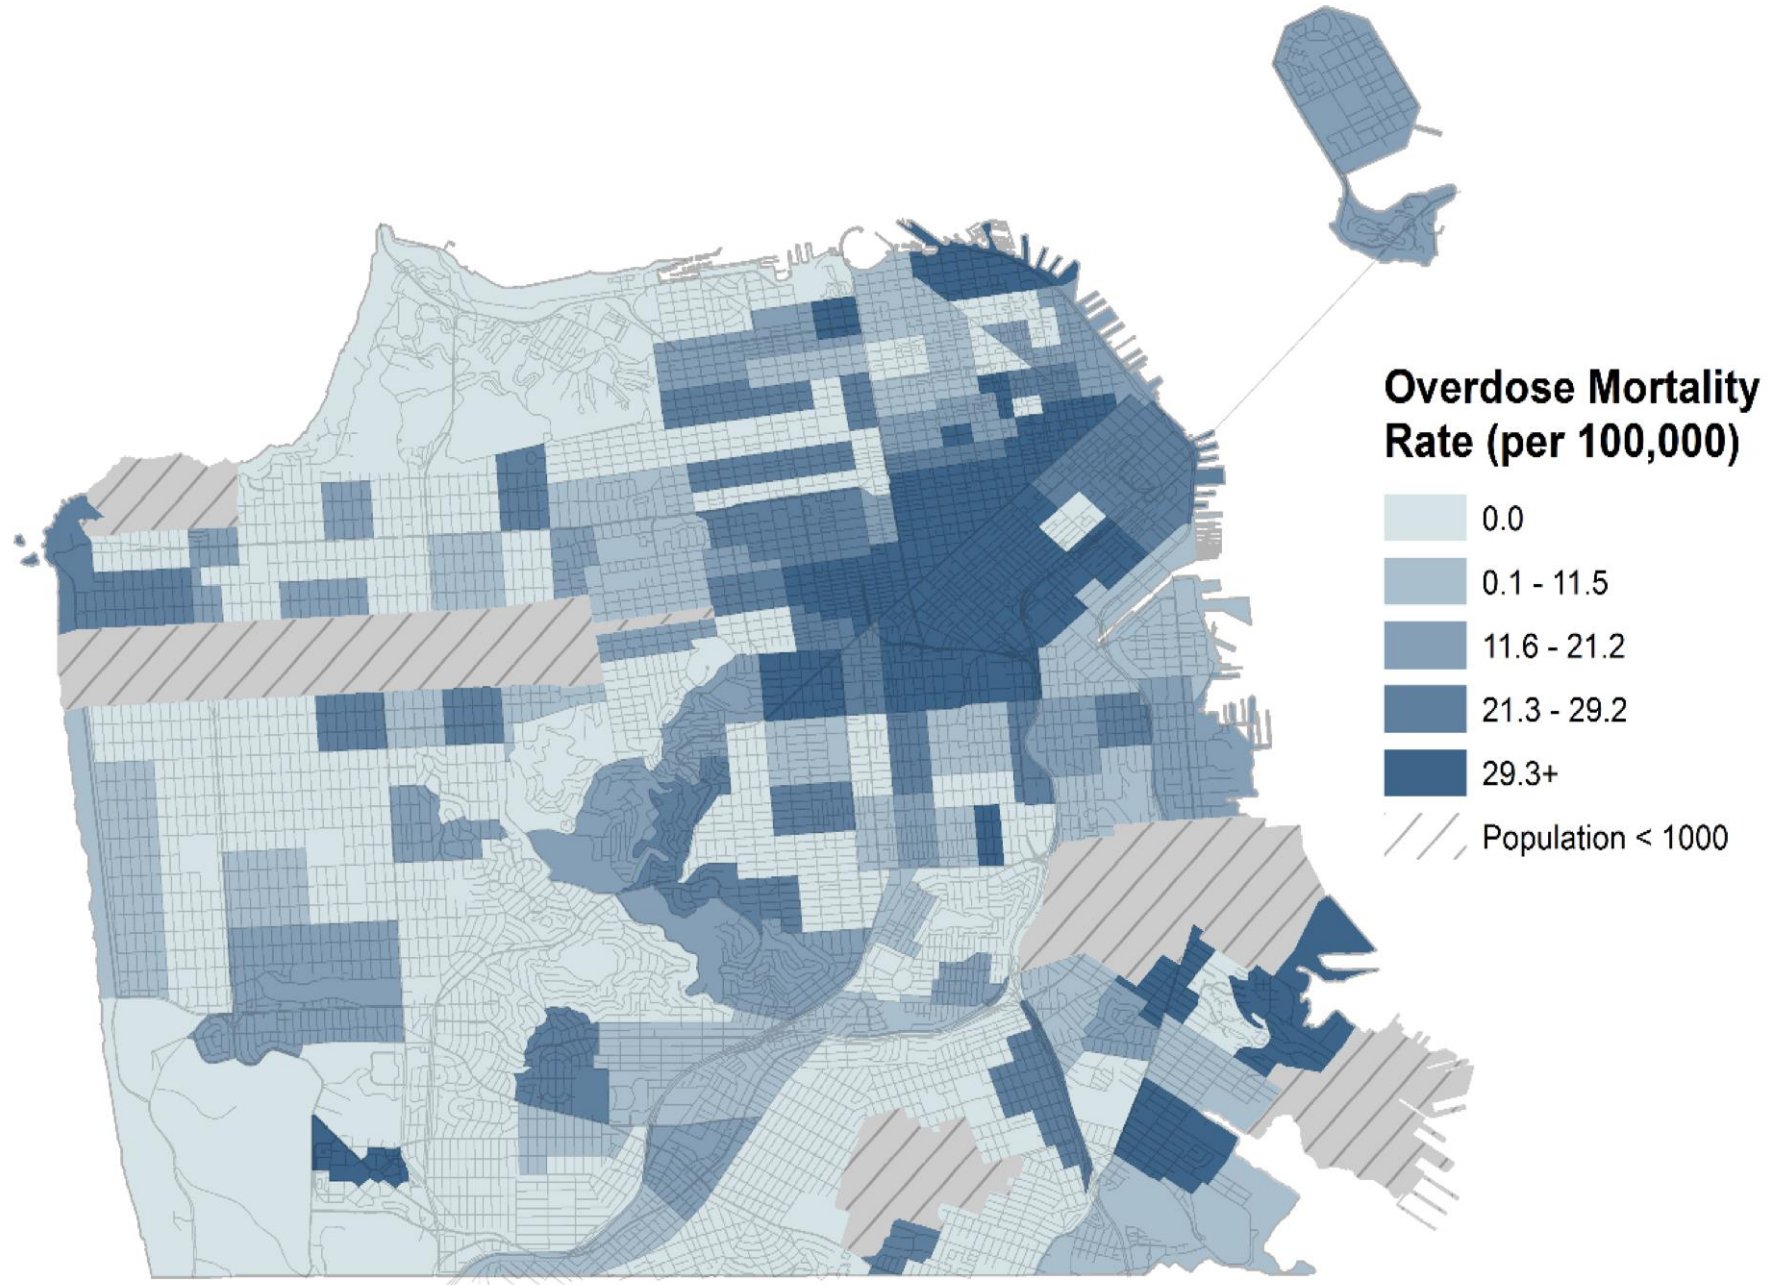 Overdose Mortality
Rate (per 100,000)
0.0
0.1 - 11.5
11.6 - 21.2
21.3 - 29.2
29.3+
Population < 1000